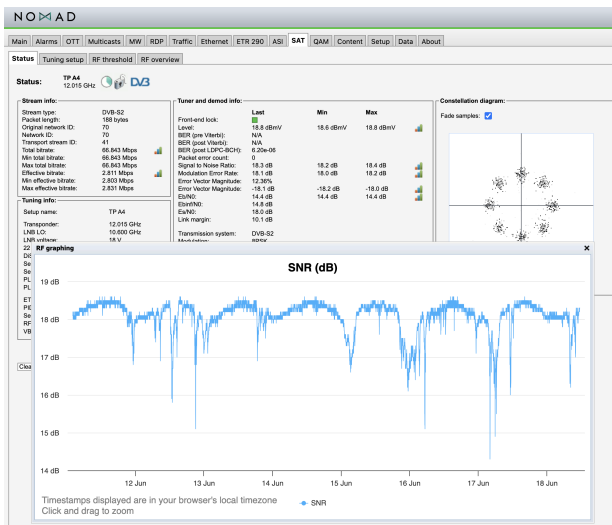 NOMAD
Main Alarms OTT Multicasts MW RDP Traffic Ethernet ETR 290 ASI SAT QAM Content Setup Data About
Status Tuning setup RF threshold RF overview
Status: TP A4
12.015 GHz DVB
Stream info:
Stream type: DVB-S2
Packet length: 188 bytes
Original network ID: 70
Network ID: 70
Transport stream ID: 41
Total bitrate: 66.843 Mbps
Min total bitrate: 66.843 Mbps
Max total bitrate: 66.843 Mbps
Effective bitrate: 2.811 Mbps
Min effective bitrate: 2.803 Mbps
Max effective bitrate: 2.831 Mbps
Tuning info:
Setup name: TP A4
Transponder: 12.015 GHz
LNB LO: 10.600 GHz
LNB voltage: 18 V
22
Se
Se
PL
PL
ET
PID
Se
RF
VB
Clea
Tuner and demod info:
Last Min Max
Front-end lock:
Level: 18.8 dBmV 18.6 dBmV 18.8 dBmV
BER (pre Viterbi): N/A
BER (post Viterbi): N/A
BER (post LDPC-BCH): 6.20e-06
Packet error count: 0
Signal to Noise Ratio: 18.3 dB 18.2 dB 18.4 dB
Modulation Error Rate: 18.1 dB 18.0 dB 18.2 dB
Error Vector Magnitude: 12.36%
Error Vector Magnitude: -18.1 dB -18.2 dB -18.0 dB
Eb/N0: 14.4 dB 14.4 dB 14.4 dB
Ebinf/N0: 14.8 dB
Es/N0: 18.0 dB
Link margin: 10.1 dB
Transmission system: DVB-S2
Modulation: 8PSK
Constellation diagram:
Fade samples:
RF graphing x
SNR (dB)
19 dB
18 dB
17 dB
16 dB
15 dB
14 dB
12 Jun 13 Jun 14 Jun 15 Jun 16 Jun 17 Jun 18 Jun
Timestamps displayed are in your browser's local timezone
Click and drag to zoom
SNR